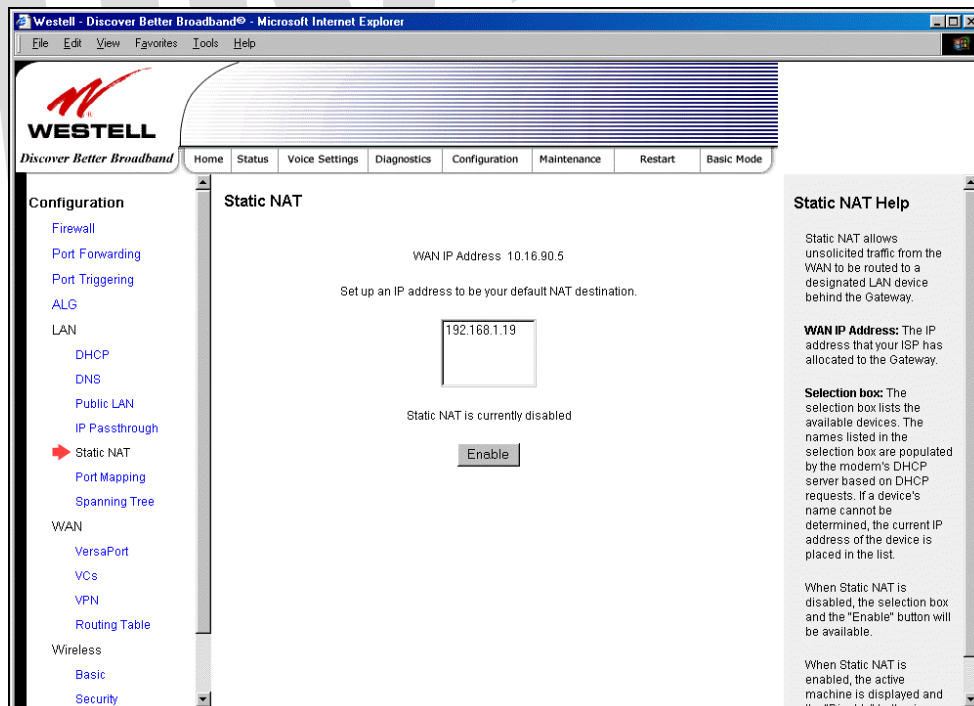 Westell - Discover Better Broadband® - Microsoft Internet Explorer
File Edit View Favorites Tools Help
WESTELL
Discover Better Broadband
Home Status Voice Settings Diagnostics Configuration Maintenance Restart Basic Mode
Configuration
Firewall
Port Forwarding
Port Triggering
ALG
LAN
DHCP
DNS
Public LAN
IP Passthrough
Static NAT
Port Mapping
Spanning Tree
WAN
VersaPort
VCs
VPN
Routing Table
Wireless
Basic
Security
Static NAT
WAN IP Address 10.16.90.5
Set up an IP address to be your default NAT destination.
192.168.1.19
Static NAT is currently disabled
Enable
Static NAT Help
Static NAT allows
unsolicited traffic from the
WAN to be routed to a
designated LAN device
behind the Gateway.
WAN IP Address: The IP
address that your ISP has
allocated to the Gateway.
Selection box: The
selection box lists the
available devices. The
names listed in the
selection box are populated
by the modem's DHCP
server based on DHCP
requests. If a device's
name cannot be
determined, the current IP
address of the device is
placed in the list.
When Static NAT is
disabled, the selection box
and the "Enable" button will
be available.
When Static NAT is
enabled, the active
machine is displayed and